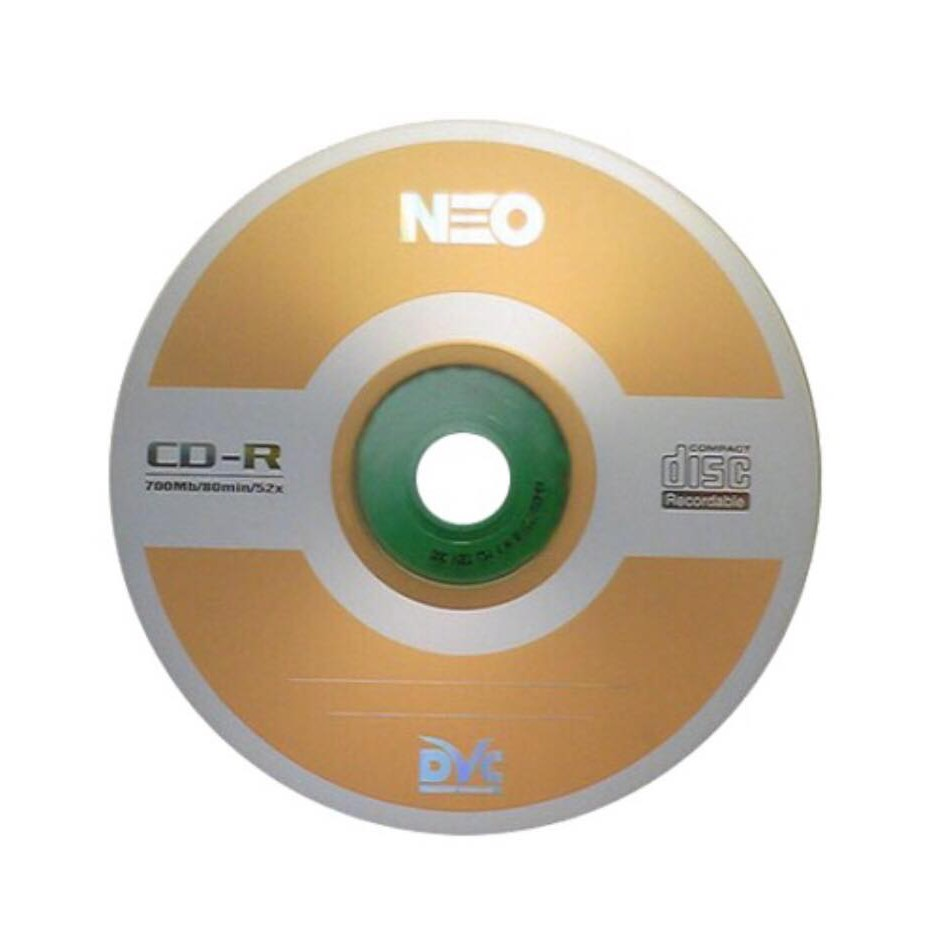 NEO
CD-R
700Mb/80min/52x
COMPACT
disc
Recordable
DVC